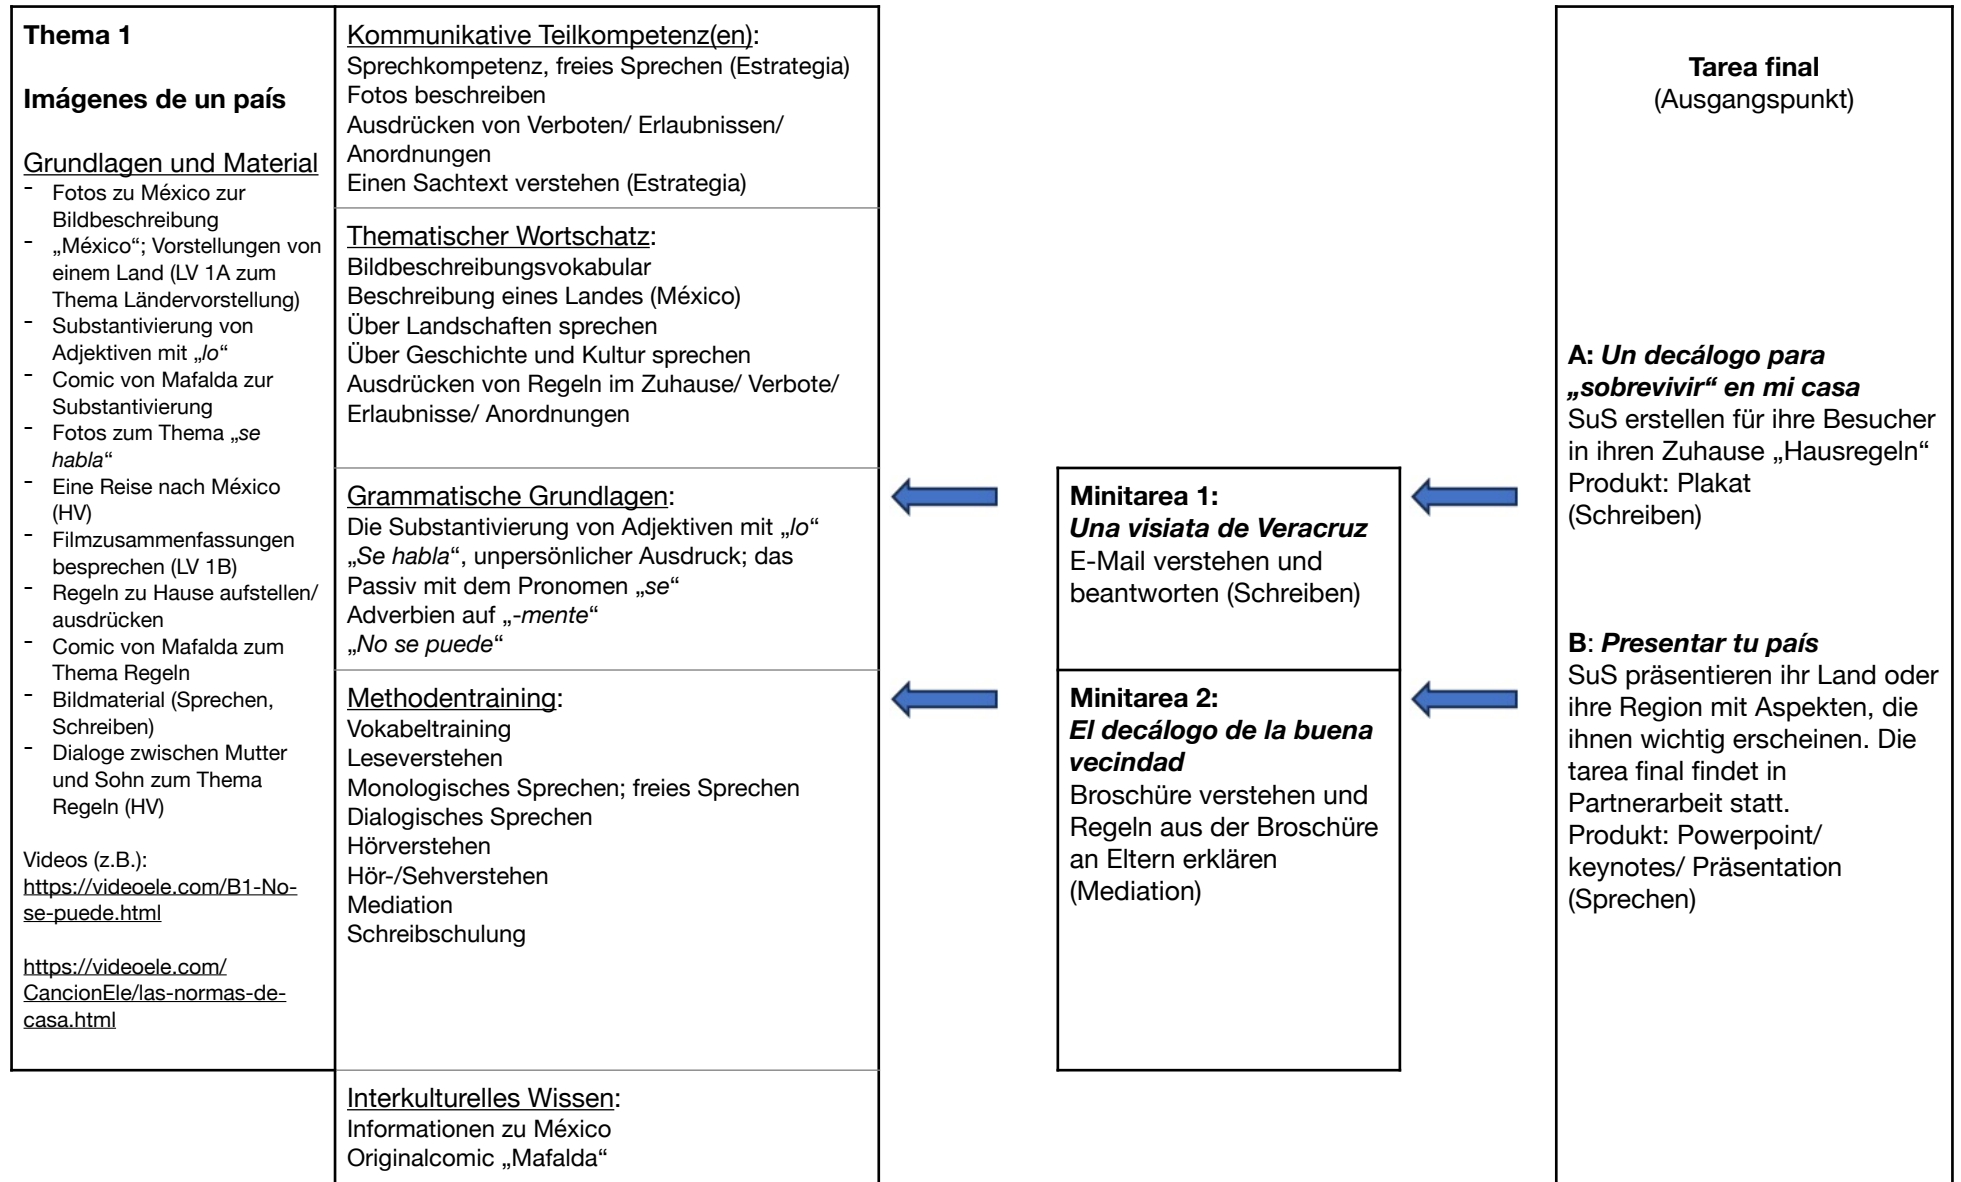 Thema 1
Imágenes de un país
Grundlagen und Material
- Fotos zu México zur
Bildbeschreibung
- „México“; Vorstellungen von
einem Land (LV 1A zum
Thema Ländervorstellung)
- Substantivierung von
Adjektiven mit „lo“
- Comic von Mafalda zur
Substantivierung
- Fotos zum Thema „se
habla“
- Eine Reise nach México
(HV)
- Filmzusammenfassungen
besprechen (LV 1B)
- Regeln zu Hause aufstellen/
ausdrücken
- Comic von Mafalda zum
Thema Regeln
- Bildmaterial (Sprechen,
Schreiben)
- Dialoge zwischen Mutter
und Sohn zum Thema
Regeln (HV)
Videos (z.B.):
https://videoele.com/B1-No-
se-puede.html
https://videoele.com/
CancionEle/las-normas-de-
casa.html
Kommunikative Teilkompetenz(en):
Sprechkompetenz, freies Sprechen (Estrategia)
Fotos beschreiben
Ausdrücken von Verboten/ Erlaubnissen/
Anordnungen
Einen Sachtext verstehen (Estrategia)
Thematischer Wortschatz:
Bildbeschreibungsvokabular
Beschreibung eines Landes (México)
Über Landschaften sprechen
Über Geschichte und Kultur sprechen
Ausdrücken von Regeln im Zuhause/ Verbote/
Erlaubnisse/ Anordnungen
Grammatische Grundlagen:
Die Substantivierung von Adjektiven mit „lo“
„Se habla“, unpersönlicher Ausdruck; das
Passiv mit dem Pronomen „se“
Adverbien auf „-mente“
„No se puede“
Methodentraining:
Vokabeltraining
Leseverstehen
Monologisches Sprechen; freies Sprechen
Dialogisches Sprechen
Hörverstehen
Hör-/Sehverstehen
Mediation
Schreibschulung
Interkulturelles Wissen:
Informationen zu México
Originalcomic „Mafalda“
Minitarea 1:
Una visiata de Veracruz
E-Mail verstehen und
beantworten (Schreiben)
Minitarea 2:
El decálogo de la buena
vecindad
Broschüre verstehen und
Regeln aus der Broschüre
an Eltern erklären
(Mediation)
Tarea final
(Ausgangspunkt)
A: Un decálogo para
„sobrevivir“ en mi casa
SuS erstellen für ihre Besucher
in ihren Zuhause „Hausregeln“
Produkt: Plakat
(Schreiben)
B: Presentar tu país
SuS präsentieren ihr Land oder
ihre Region mit Aspekten, die
ihnen wichtig erscheinen. Die
tarea final findet in
Partnerarbeit statt.
Produkt: Powerpoint/
keynotes/ Präsentation
(Sprechen)